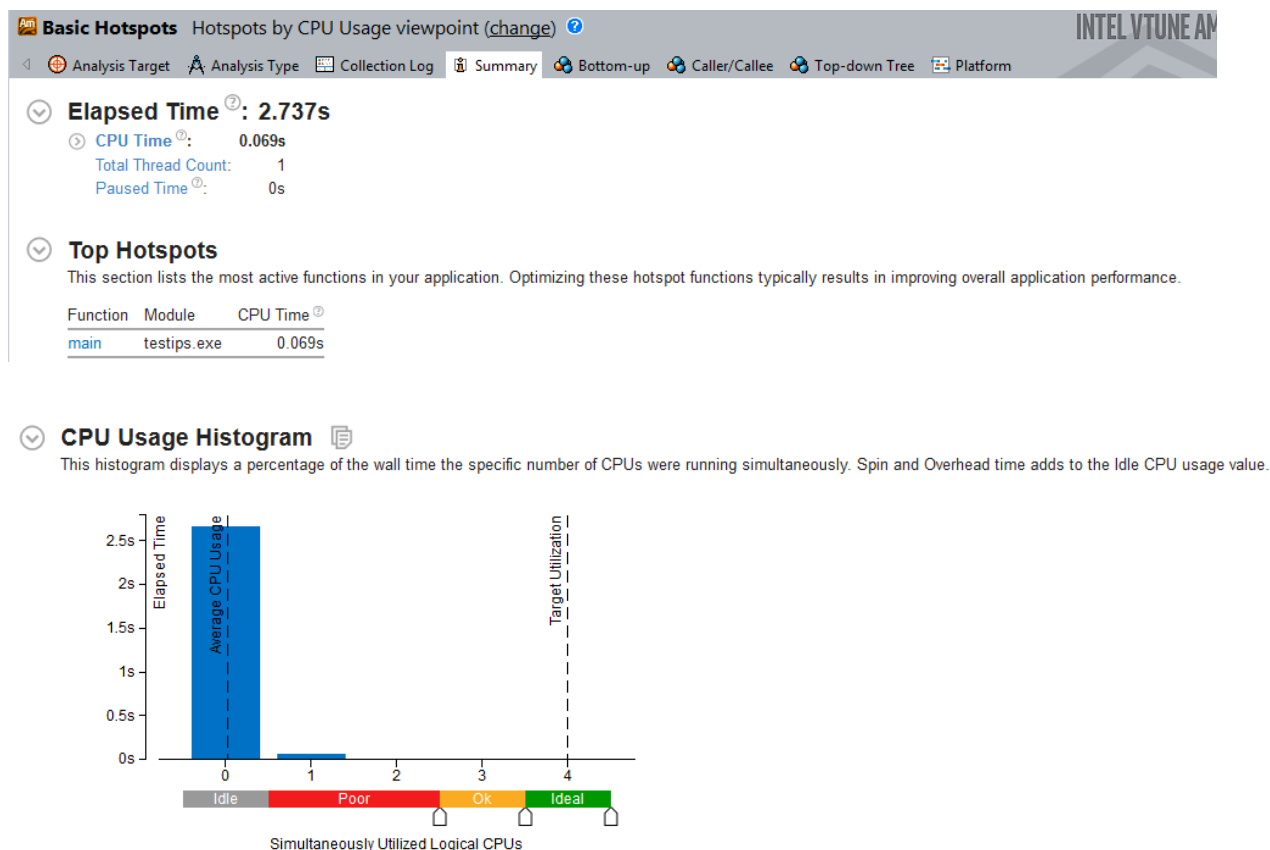 Am Basic Hotspots Hotspots by CPU Usage viewpoint (change) ? INTEL VTUNE AM
Analysis Target Analysis Type Collection Log Summary Bottom-up Caller/Callee Top-down Tree Platform
Elapsed Time ?: 2.737s
CPU Time ?: 0.069s
Total Thread Count: 1
Paused Time ?: 0s
Top Hotspots
This section lists the most active functions in your application. Optimizing these hotspot functions typically results in improving overall application performance.
Function Module CPU Time ?
main testips.exe 0.069s
CPU Usage Histogram
This histogram displays a percentage of the wall time the specific number of CPUs were running simultaneously. Spin and Overhead time adds to the Idle CPU usage value.
Elapsed Time
2.5s
2s
1.5s
1s
0.5s
0s
Average CPU Usage
Target Utilization
0 1 2 3 4
Idle Poor Ok Ideal
Simultaneously Utilized Logical CPUs